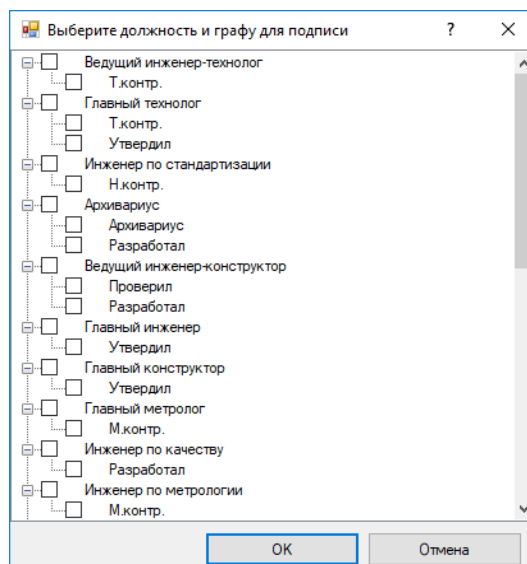 Выберите должность и графу для подписи ?
Ведущий инженер-технолог
Т.контр.
Главный технолог
Т.контр.
Утвердил
Инженер по стандартизации
Н.контр.
Архивариус
Архивариус
Разработал
Ведущий инженер-конструктор
Проверил
Разработал
Главный инженер
Утвердил
Главный конструктор
Утвердил
Главный метролог
М.контр.
Инженер по качеству
Разработал
Инженер по метрологии
М.контр.
OK Отмена